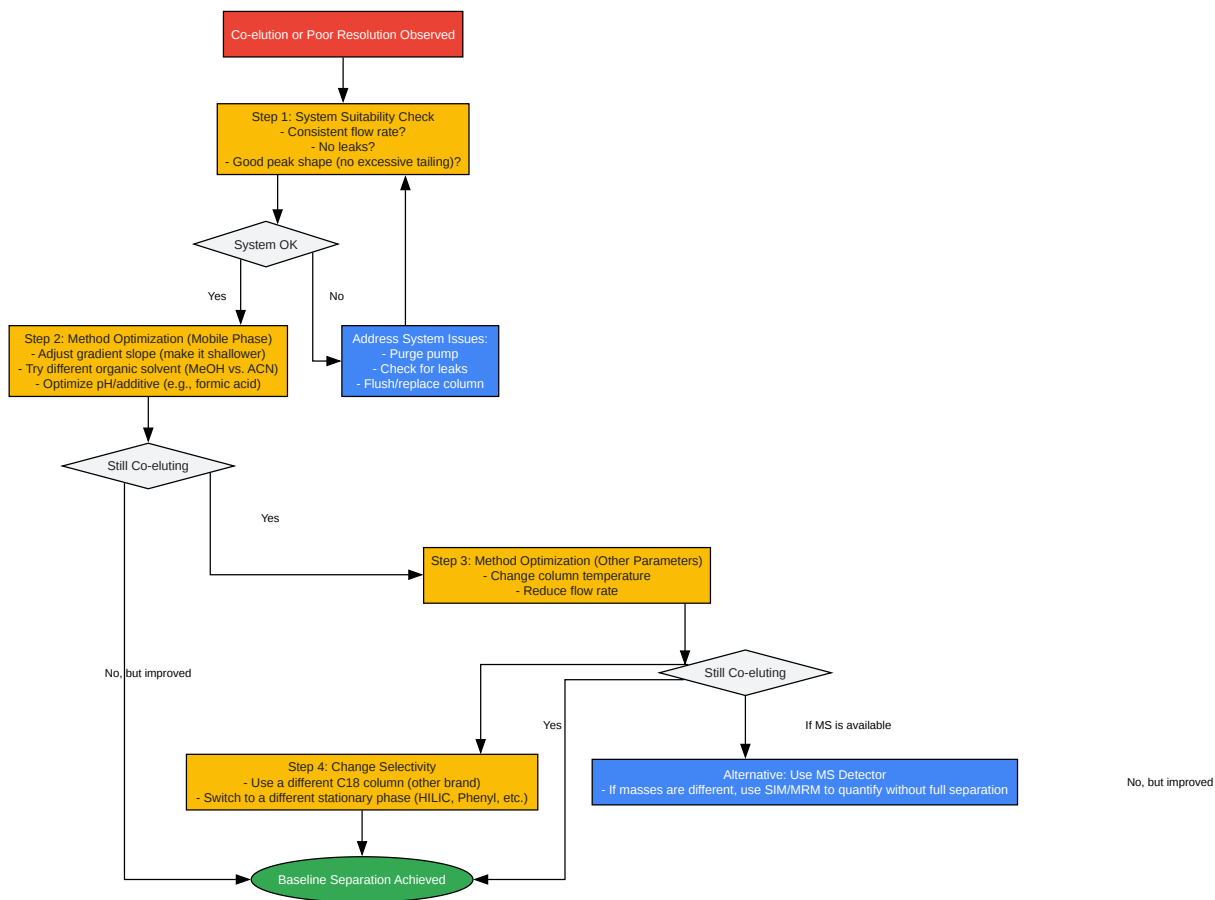 Co-elution or Poor Resolution Observed
Step 1: System Suitability Check
- Consistent flow rate?
- No leaks?
- Good peak shape (no excessive tailing)?
System OK
Yes
No
Step 2: Method Optimization (Mobile Phase)
- Adjust gradient slope (make it shallower)
- Try different organic solvent (MeOH vs. ACN)
- Optimize pH/additive (e.g., formic acid)
Address System Issues:
- Purge pump
- Check for leaks
- Flush/replace column
Still Co-eluting
Yes
Step 3: Method Optimization (Other Parameters)
- Change column temperature
- Reduce flow rate
No, but improved
Still Co-eluting
Yes
If MS is available
Step 4: Change Selectivity
- Use a different C18 column (other brand)
- Switch to a different stationary phase (HILIC, Phenyl, etc.)
Alternative: Use MS Detector
- If masses are different, use SIM/MRM to quantify without full separation
No, but improved
Baseline Separation Achieved